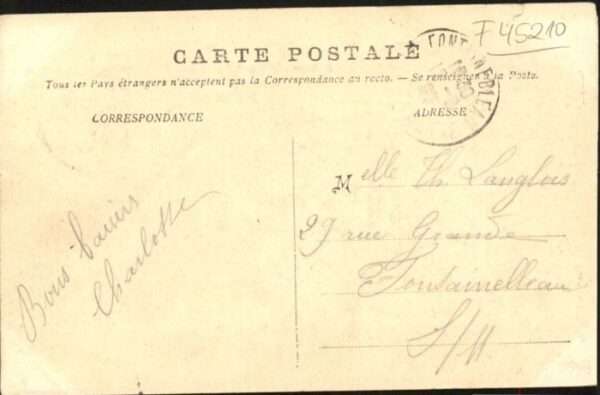 F 45210
CARTE POSTALE
Tous les Pays étrangers n'acceptent pas la Correspondance au recto. — Se renseigner à la Poste.
CORRESPONDANCE
ADRESSE
Melle Th. Langlois
29 rue Grande
Fontainebleau
S/M
Bons baisers
Charlotte